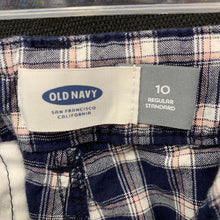 OLD NAVY
SAN FRANCISCO
CALIFORNIA
10
REGULAR
STANDARD